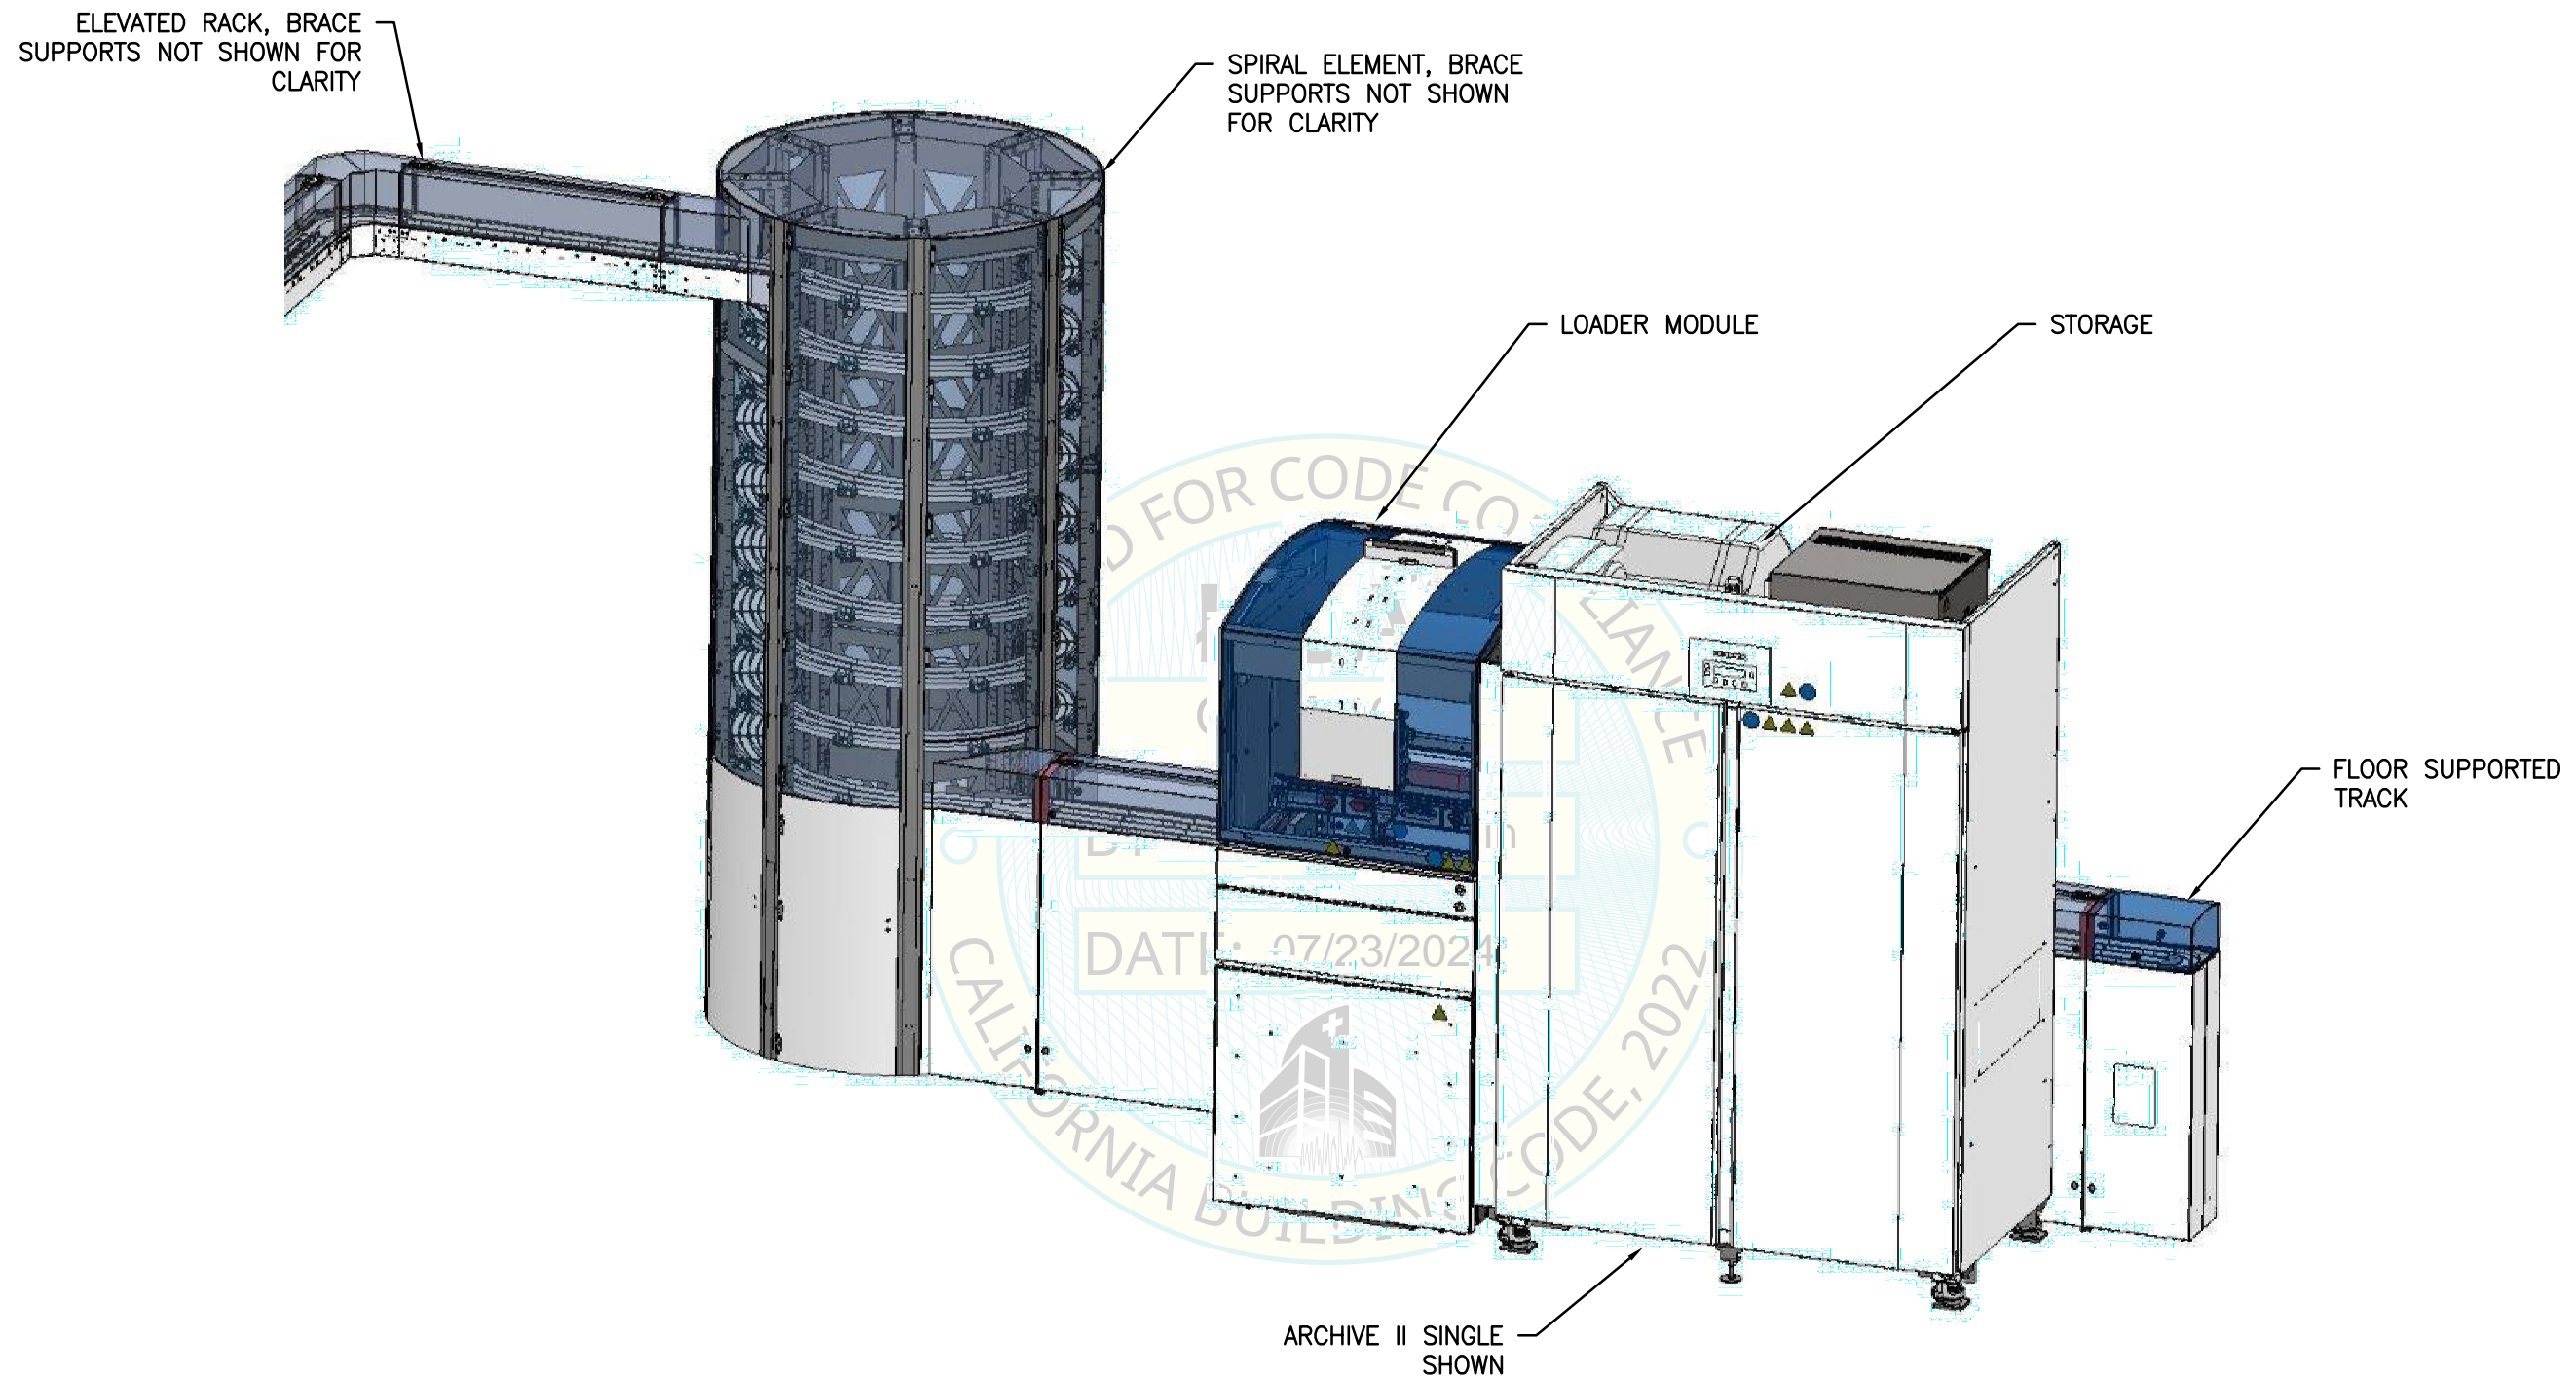 ELEVATED RACK, BRACE
SUPPORTS NOT SHOWN FOR
CLARITY
SPIRAL ELEMENT, BRACE
SUPPORTS NOT SHOWN
FOR CLARITY
LOADER MODULE
STORAGE
FLOOR SUPPORTED
TRACK
ARCHIVE II SINGLE
SHOWN
FOR CODE
DATE: 07/23/2024
CALIFORNIA BUILDING CODE, 2022